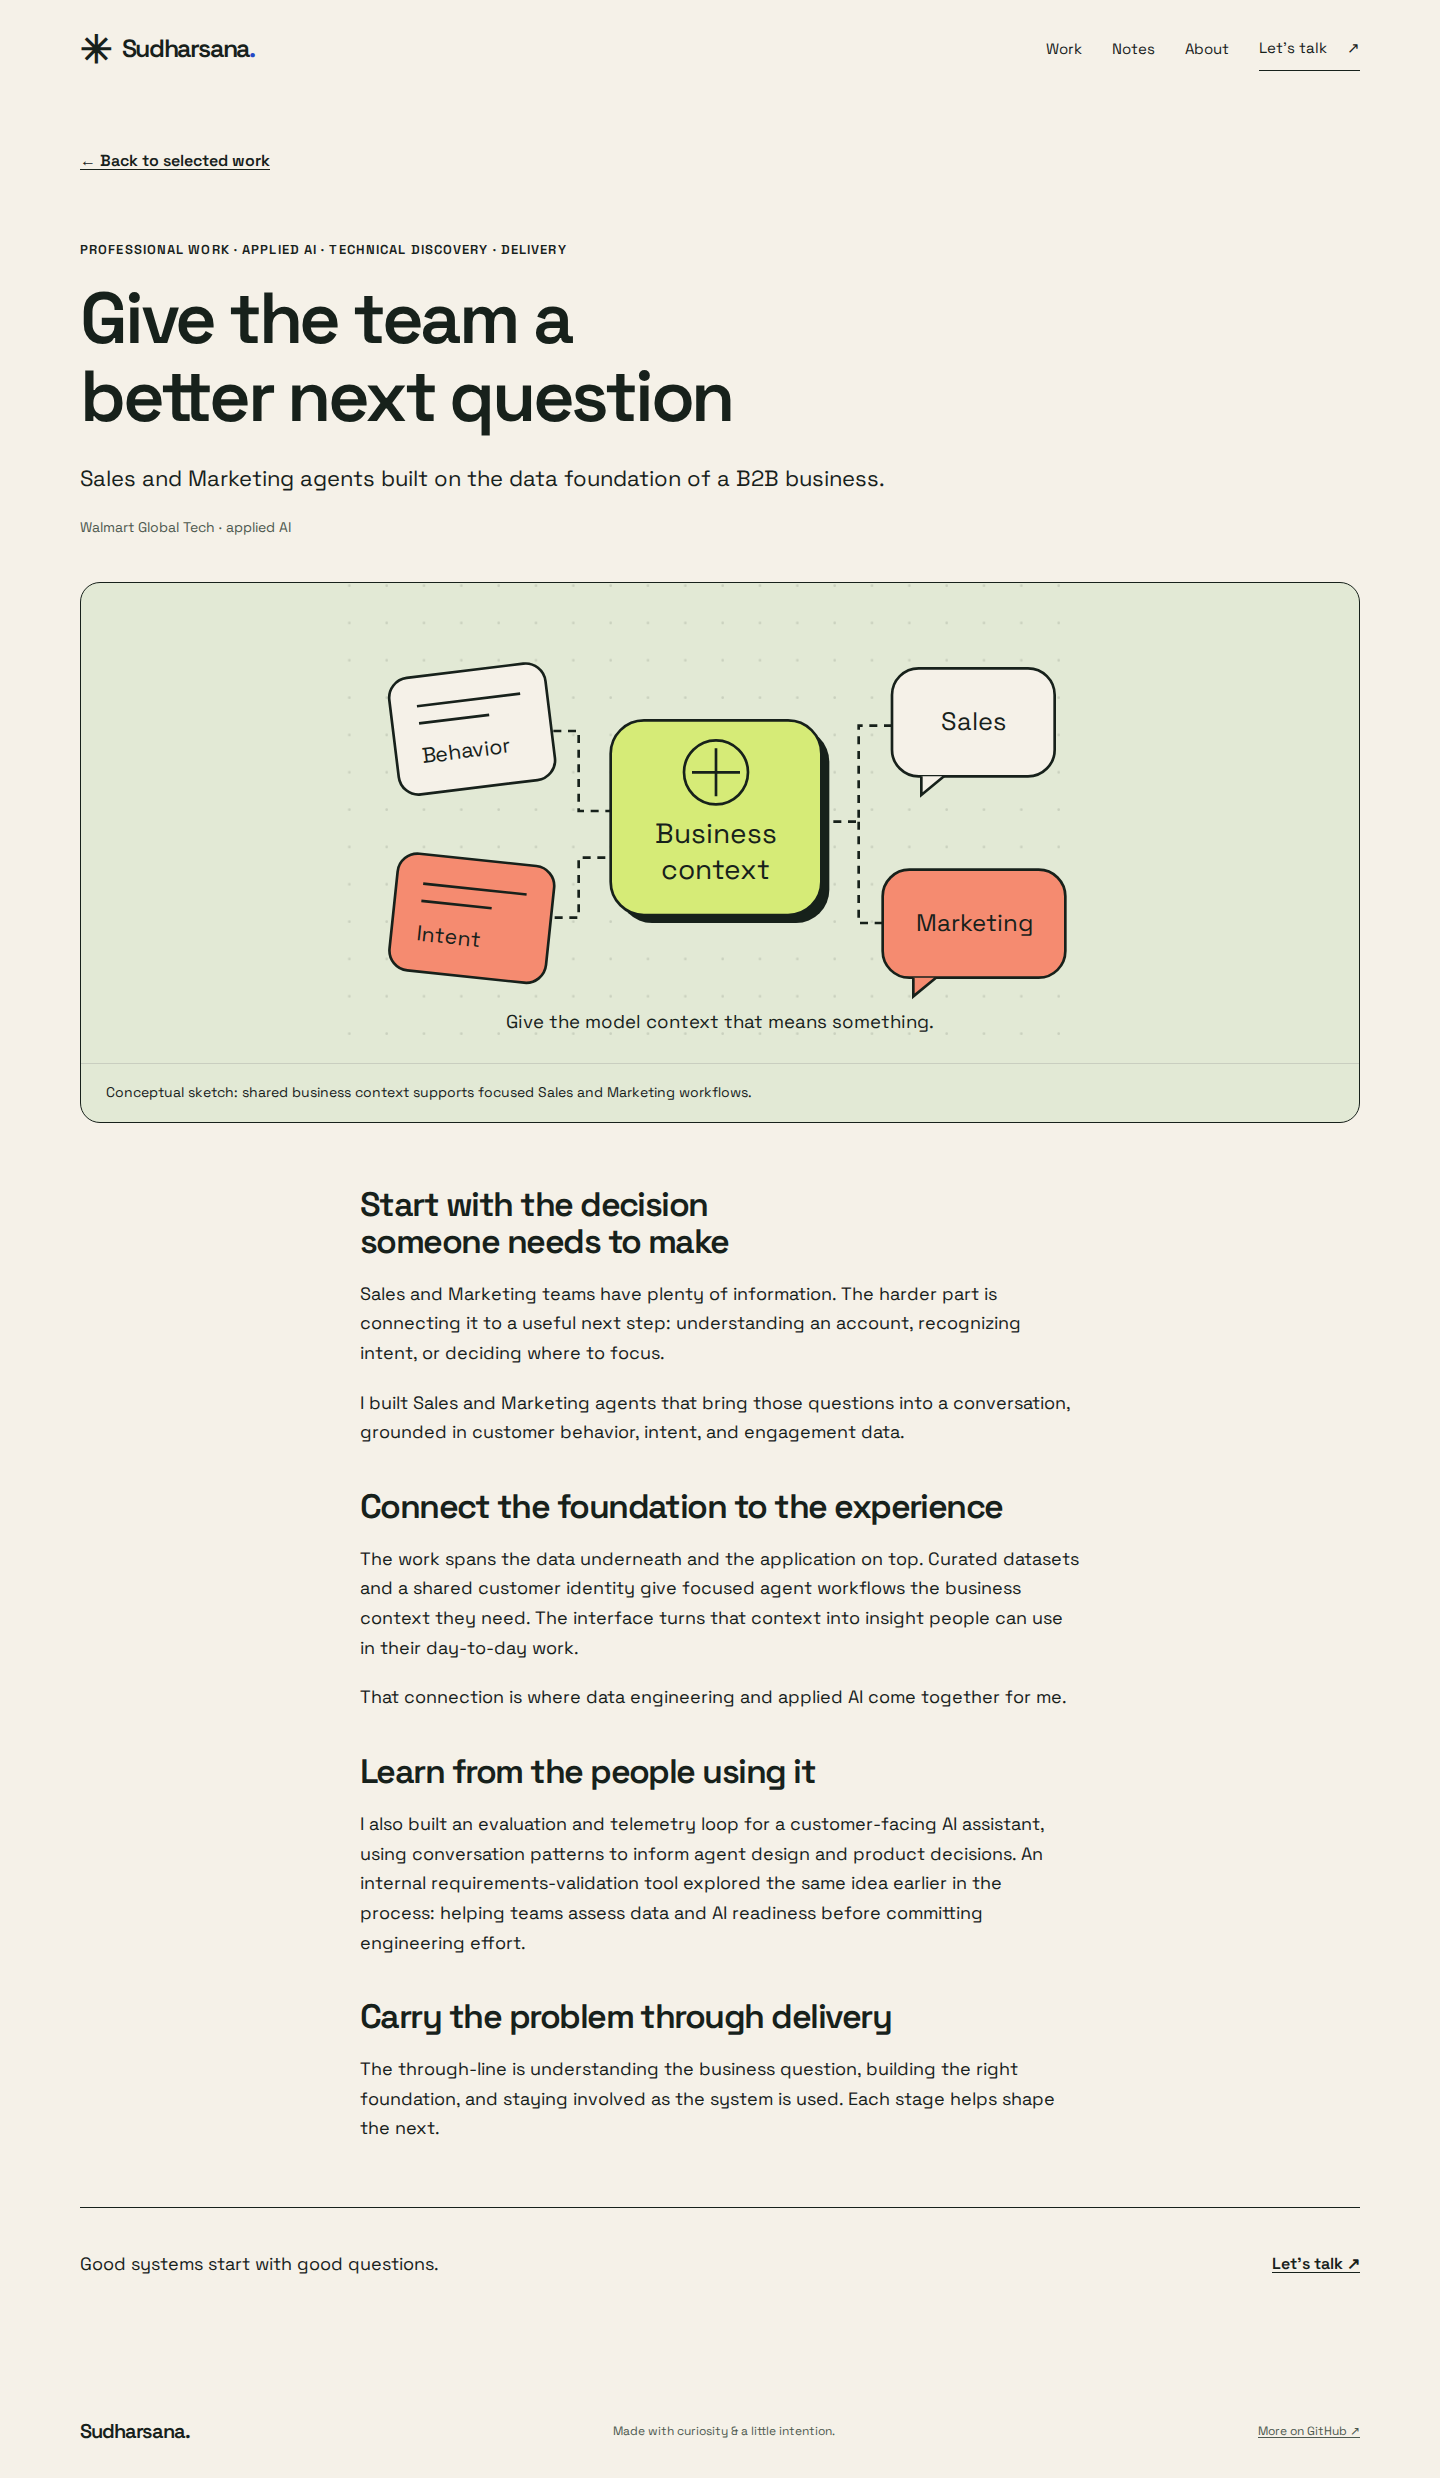 Sudharsana.
Work
Notes
About
Let's talk ↗
← Back to selected work
PROFESSIONAL WORK · APPLIED AI · TECHNICAL DISCOVERY · DELIVERY
Give the team a
better next question
Sales and Marketing agents built on the data foundation of a B2B business.
Walmart Global Tech · applied AI
Behavior
Intent
Business
context
Sales
Marketing
Give the model context that means something.
Conceptual sketch: shared business context supports focused Sales and Marketing workflows.
Start with the decision
someone needs to make
Sales and Marketing teams have plenty of information. The harder part is
connecting it to a useful next step: understanding an account, recognizing
intent, or deciding where to focus.
I built Sales and Marketing agents that bring those questions into a conversation,
grounded in customer behavior, intent, and engagement data.
Connect the foundation to the experience
The work spans the data underneath and the application on top. Curated datasets
and a shared customer identity give focused agent workflows the business
context they need. The interface turns that context into insight people can use
in their day-to-day work.
That connection is where data engineering and applied AI come together for me.
Learn from the people using it
I also built an evaluation and telemetry loop for a customer-facing AI assistant,
using conversation patterns to inform agent design and product decisions. An
internal requirements-validation tool explored the same idea earlier in the
process: helping teams assess data and AI readiness before committing
engineering effort.
Carry the problem through delivery
The through-line is understanding the business question, building the right
foundation, and staying involved as the system is used. Each stage helps shape
the next.
Good systems start with good questions.
Let's talk ↗
Sudharsana.
Made with curiosity & a little intention.
More on GitHub ↗